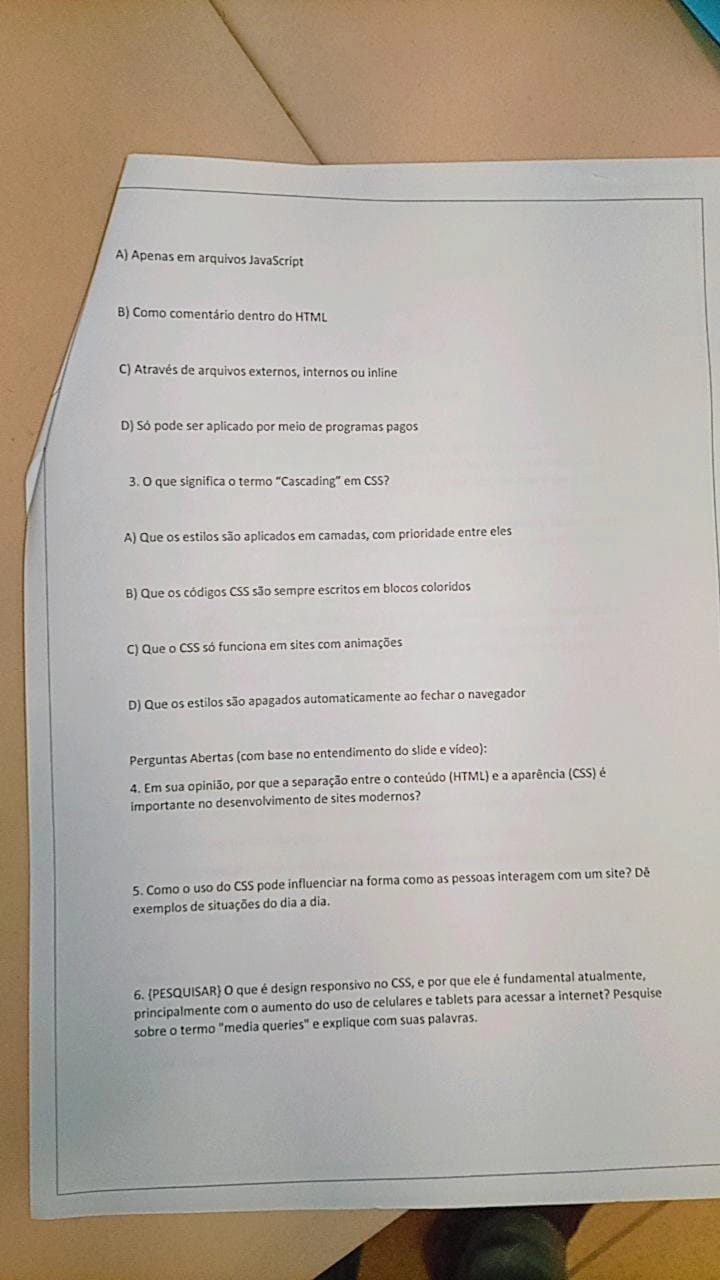 A) Apenas em arquivos JavaScript
B) Como comentário dentro do HTML
C) Através de arquivos externos, internos ou inline
D) Só pode ser aplicado por meio de programas pagos
3. O que significa o termo “Cascading” em CSS?
A) Que os estilos são aplicados em camadas, com prioridade entre eles
B) Que os códigos CSS são sempre escritos em blocos coloridos
C) Que o CSS só funciona em sites com animações
D) Que os estilos são apagados automaticamente ao fechar o navegador
Perguntas Abertas (com base no entendimento do slide e vídeo):
4. Em sua opinião, por que a separação entre o conteúdo (HTML) e a aparência (CSS) é
importante no desenvolvimento de sites modernos?
5. Como o uso do CSS pode influenciar na forma como as pessoas interagem com um site? Dê
exemplos de situações do dia a dia.
6. {PESQUISAR} O que é design responsivo no CSS, e por que ele é fundamental atualmente,
principalmente com o aumento do uso de celulares e tablets para acessar a internet? Pesquise
sobre o termo "media queries" e explique com suas palavras.